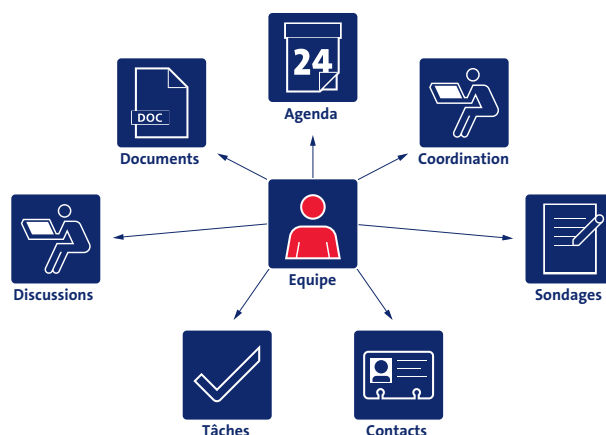 24
Agenda
DOC
Documents
Coordination
Discussions
Equipe
Sondages
Tâches
Contacts